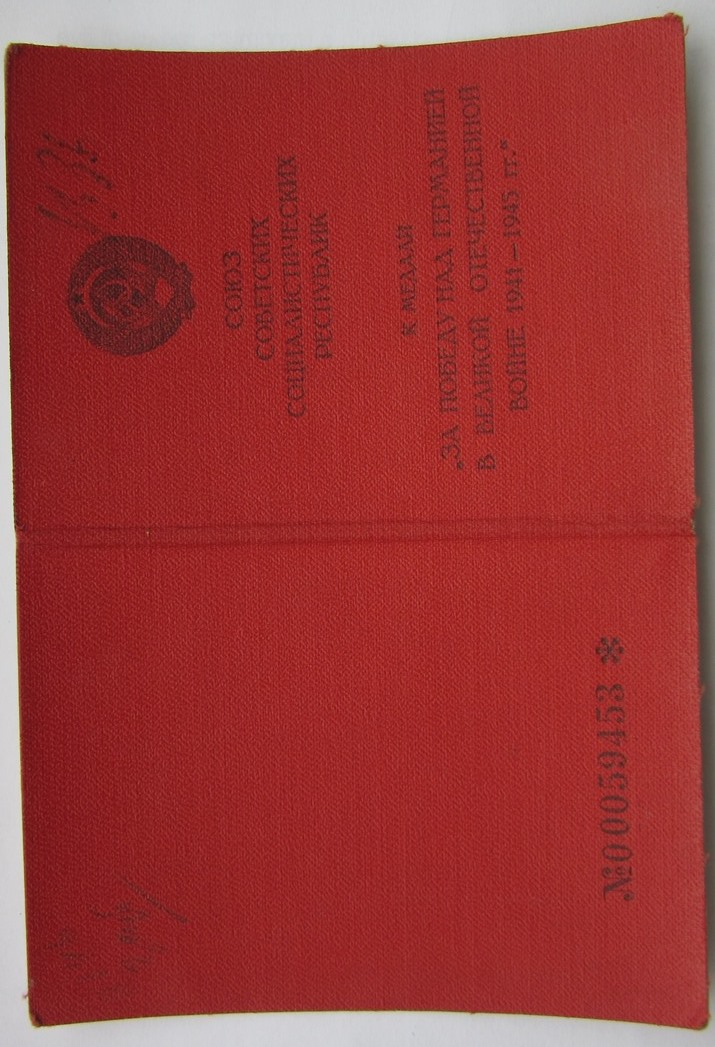 СОЮЗ
СОВЕТСКИХ
СОЦИАЛИСТИЧЕСКИХ
РЕСПУБЛИК
К МЕДАЛИ
„ЗА ПОБЕДУ НАД ГЕРМАНИЕЙ
В ВЕЛИКОЙ ОТЕЧЕСТВЕННОЙ
ВОЙНЕ 1941–1945 гг.“
№0059453 ✻